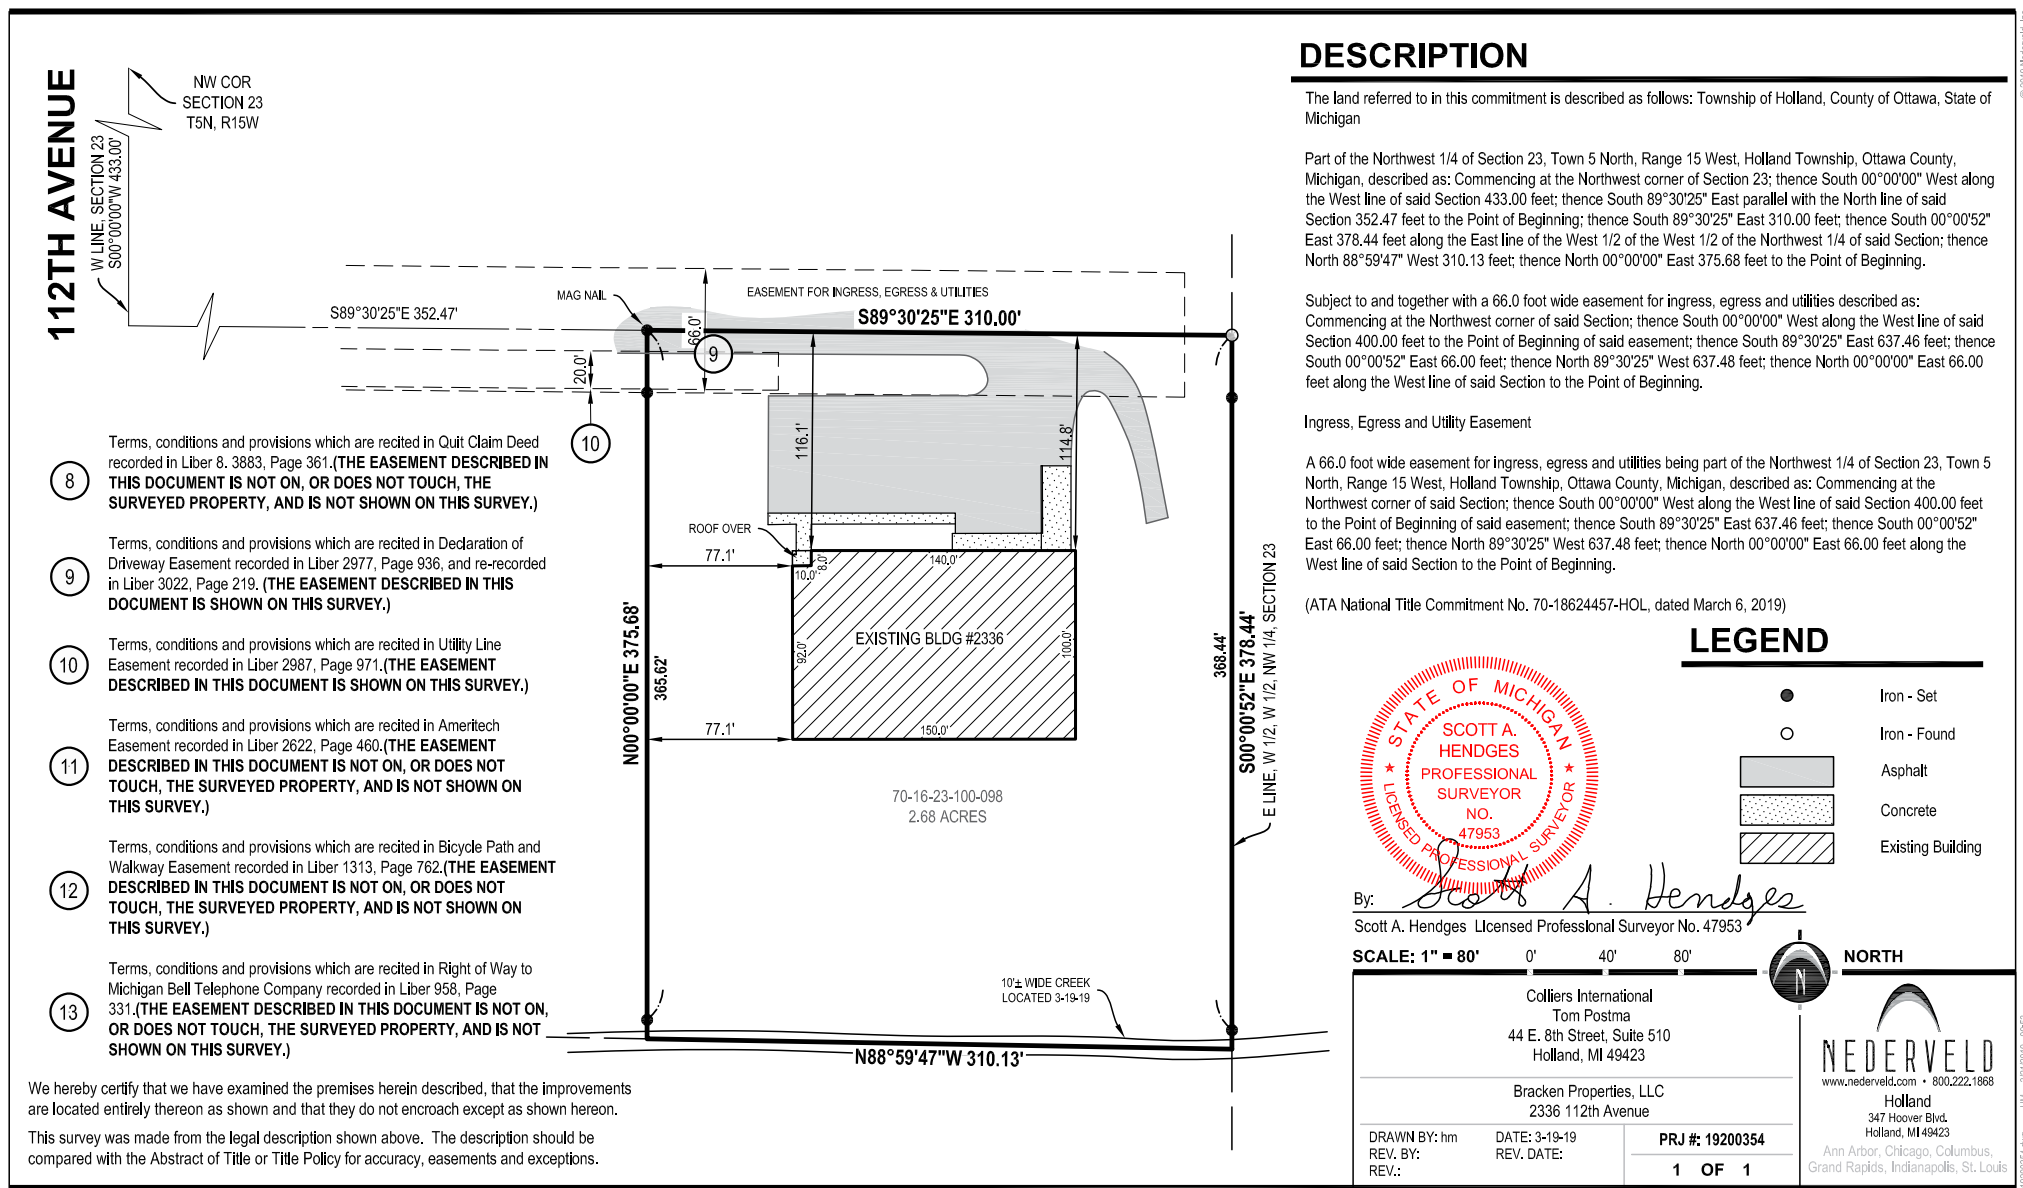 112TH AVENUE
W LINE, SECTION 23
S00°00'00"W 433.00'
NW COR
SECTION 23
T5N, R15W
S89°30'25"E 352.47'
MAG NAIL
EASEMENT FOR INGRESS, EGRESS & UTILITIES
S89°30'25"E 310.00'
66.0'
9
20.0'
10
116.1'
114.8'
ROOF OVER
77.1'
10.0'
8.0'
140.0'
EXISTING BLDG #2336
92.0'
100.0'
77.1'
150.0'
N00°00'00"E 375.68'
365.62'
368.44'
S00°00'52"E 378.44'
E LINE, W 1/2, W 1/2, NW 1/4, SECTION 23
70-16-23-100-098
2.68 ACRES
10'± WIDE CREEK
LOCATED 3-19-19
N88°59'47"W 310.13'
8
Terms, conditions and provisions which are recited in Quit Claim Deed
recorded in Liber 8. 3883, Page 361.(THE EASEMENT DESCRIBED IN
THIS DOCUMENT IS NOT ON, OR DOES NOT TOUCH, THE
SURVEYED PROPERTY, AND IS NOT SHOWN ON THIS SURVEY.)
9
Terms, conditions and provisions which are recited in Declaration of
Driveway Easement recorded in Liber 2977, Page 936, and re-recorded
in Liber 3022, Page 219. (THE EASEMENT DESCRIBED IN THIS
DOCUMENT IS SHOWN ON THIS SURVEY.)
10
Terms, conditions and provisions which are recited in Utility Line
Easement recorded in Liber 2987, Page 971.(THE EASEMENT
DESCRIBED IN THIS DOCUMENT IS SHOWN ON THIS SURVEY.)
11
Terms, conditions and provisions which are recited in Ameritech
Easement recorded in Liber 2622, Page 460.(THE EASEMENT
DESCRIBED IN THIS DOCUMENT IS NOT ON, OR DOES NOT
TOUCH, THE SURVEYED PROPERTY, AND IS NOT SHOWN ON
THIS SURVEY.)
12
Terms, conditions and provisions which are recited in Bicycle Path and
Walkway Easement recorded in Liber 1313, Page 762.(THE EASEMENT
DESCRIBED IN THIS DOCUMENT IS NOT ON, OR DOES NOT
TOUCH, THE SURVEYED PROPERTY, AND IS NOT SHOWN ON
THIS SURVEY.)
13
Terms, conditions and provisions which are recited in Right of Way to
Michigan Bell Telephone Company recorded in Liber 958, Page
331.(THE EASEMENT DESCRIBED IN THIS DOCUMENT IS NOT ON,
OR DOES NOT TOUCH, THE SURVEYED PROPERTY, AND IS NOT
SHOWN ON THIS SURVEY.)
We hereby certify that we have examined the premises herein described, that the improvements
are located entirely thereon as shown and that they do not encroach except as shown hereon.
This survey was made from the legal description shown above. The description should be
compared with the Abstract of Title or Title Policy for accuracy, easements and exceptions.
DESCRIPTION
The land referred to in this commitment is described as follows: Township of Holland, County of Ottawa, State of
Michigan
Part of the Northwest 1/4 of Section 23, Town 5 North, Range 15 West, Holland Township, Ottawa County,
Michigan, described as: Commencing at the Northwest corner of Section 23; thence South 00°00'00" West along
the West line of said Section 433.00 feet; thence South 89°30'25" East parallel with the North line of said
Section 352.47 feet to the Point of Beginning; thence South 89°30'25" East 310.00 feet; thence South 00°00'52"
East 378.44 feet along the East line of the West 1/2 of the West 1/2 of the Northwest 1/4 of said Section; thence
North 88°59'47" West 310.13 feet; thence North 00°00'00" East 375.68 feet to the Point of Beginning.
Subject to and together with a 66.0 foot wide easement for ingress, egress and utilities described as:
Commencing at the Northwest corner of said Section; thence South 00°00'00" West along the West line of said
Section 400.00 feet to the Point of Beginning of said easement; thence South 89°30'25" East 637.46 feet; thence
South 00°00'52" East 66.00 feet; thence North 89°30'25" West 637.48 feet; thence North 00°00'00" East 66.00
feet along the West line of said Section to the Point of Beginning.
Ingress, Egress and Utility Easement
A 66.0 foot wide easement for ingress, egress and utilities being part of the Northwest 1/4 of Section 23, Town 5
North, Range 15 West, Holland Township, Ottawa County, Michigan, described as: Commencing at the
Northwest corner of said Section; thence South 00°00'00" West along the West line of said Section 400.00 feet
to the Point of Beginning of said easement; thence South 89°30'25" East 637.46 feet; thence South 00°00'52"
East 66.00 feet; thence North 89°30'25" West 637.48 feet; thence North 00°00'00" East 66.00 feet along the
West line of said Section to the Point of Beginning.
(ATA National Title Commitment No. 70-18624457-HOL, dated March 6, 2019)
LEGEND
Iron - Set
Iron - Found
Asphalt
Concrete
Existing Building
STATE OF MICHIGAN
SCOTT A.
HENDGES
PROFESSIONAL
SURVEYOR
NO.
47953
LICENSED PROFESSIONAL SURVEYOR
By: Scott A. Hendges
Scott A. Hendges Licensed Professional Surveyor No. 47953
SCALE: 1" = 80' 0' 40' 80'
N
NORTH
Colliers International
Tom Postma
44 E. 8th Street, Suite 510
Holland, MI 49423
Bracken Properties, LLC
2336 112th Avenue
DRAWN BY: hm DATE: 3-19-19
REV. BY: REV. DATE:
REV.:
PRJ #: 19200354
1 OF 1
NEDERVELD
www.nederveld.com • 800.222.1868
Holland
347 Hoover Blvd.
Holland, MI 49423
Ann Arbor, Chicago, Columbus,
Grand Rapids, Indianapolis, St. Louis